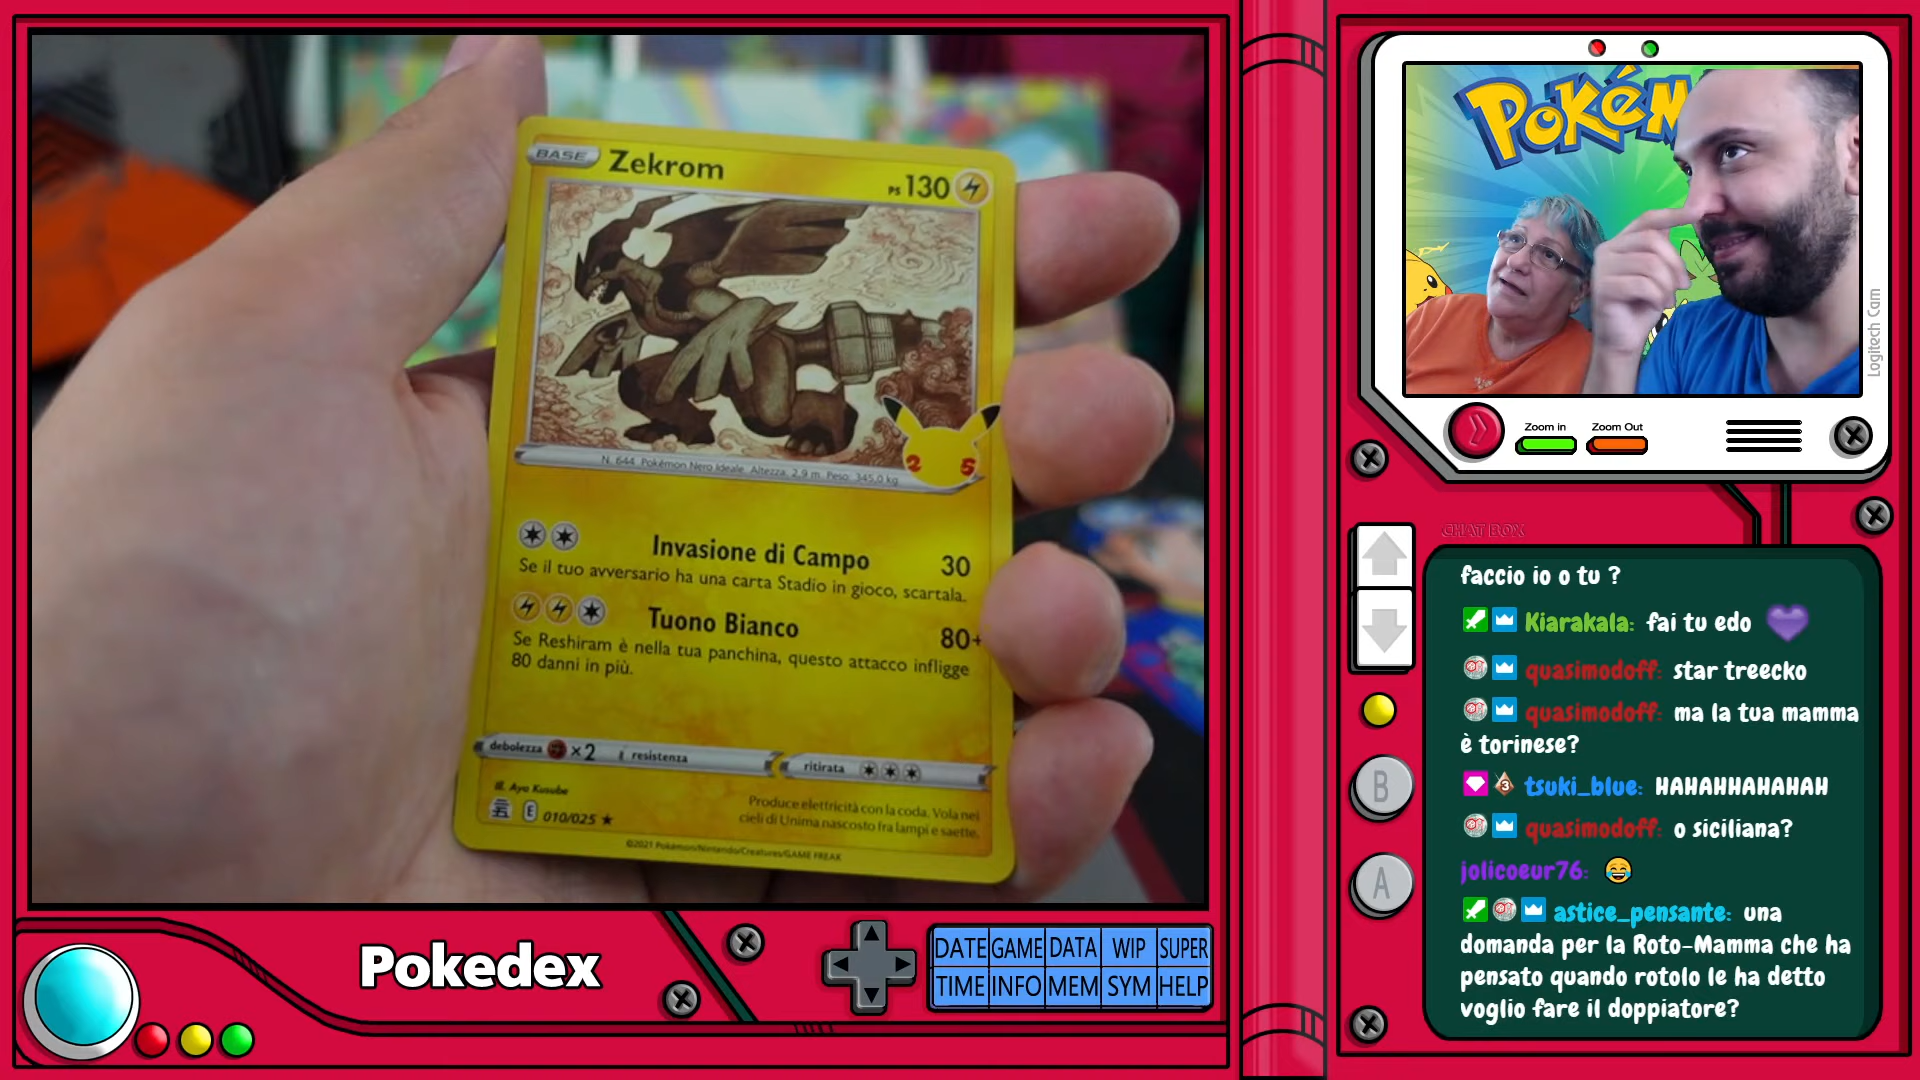 BASE Zekrom PS 130
N. 644 Pokémon Nero Ideale. Altezza: 2,9 m Peso: 345,0 kg
25
Invasione di Campo 30
Se il tuo avversario ha una carta Stadio in gioco, scartala.
Tuono Bianco 80+
Se Reshiram è nella tua panchina, questo attacco infligge
80 danni in più.
debolezza ×2 resistenza ritirata
Ill. Ayo Kusube
E 010/025 ★
Produce elettricità con la coda. Vola nei
cieli di Unima nascosto fra lampi e saette.
©2021 Pokémon/Nintendo/Creatures/GAME FREAK
Pokedex
DATE GAME DATA WIP SUPER
TIME INFO MEM SYM HELP
POKéM
Logitech Cam
Zoom in Zoom Out
CHAT BOX
faccio io o tu ?
Kiarakala: fai tu edo
quasimodoff: star treecko
quasimodoff: ma la tua mamma
è torinese?
3 tsuki_blue: HAHAHHAHAHAH
quasimodoff: o siciliana?
jolicoeur76:
astice_pensante: una
domanda per la Roto-Mamma che ha
pensato quando rotolo le ha detto
voglio fare il doppiatore?
B
A